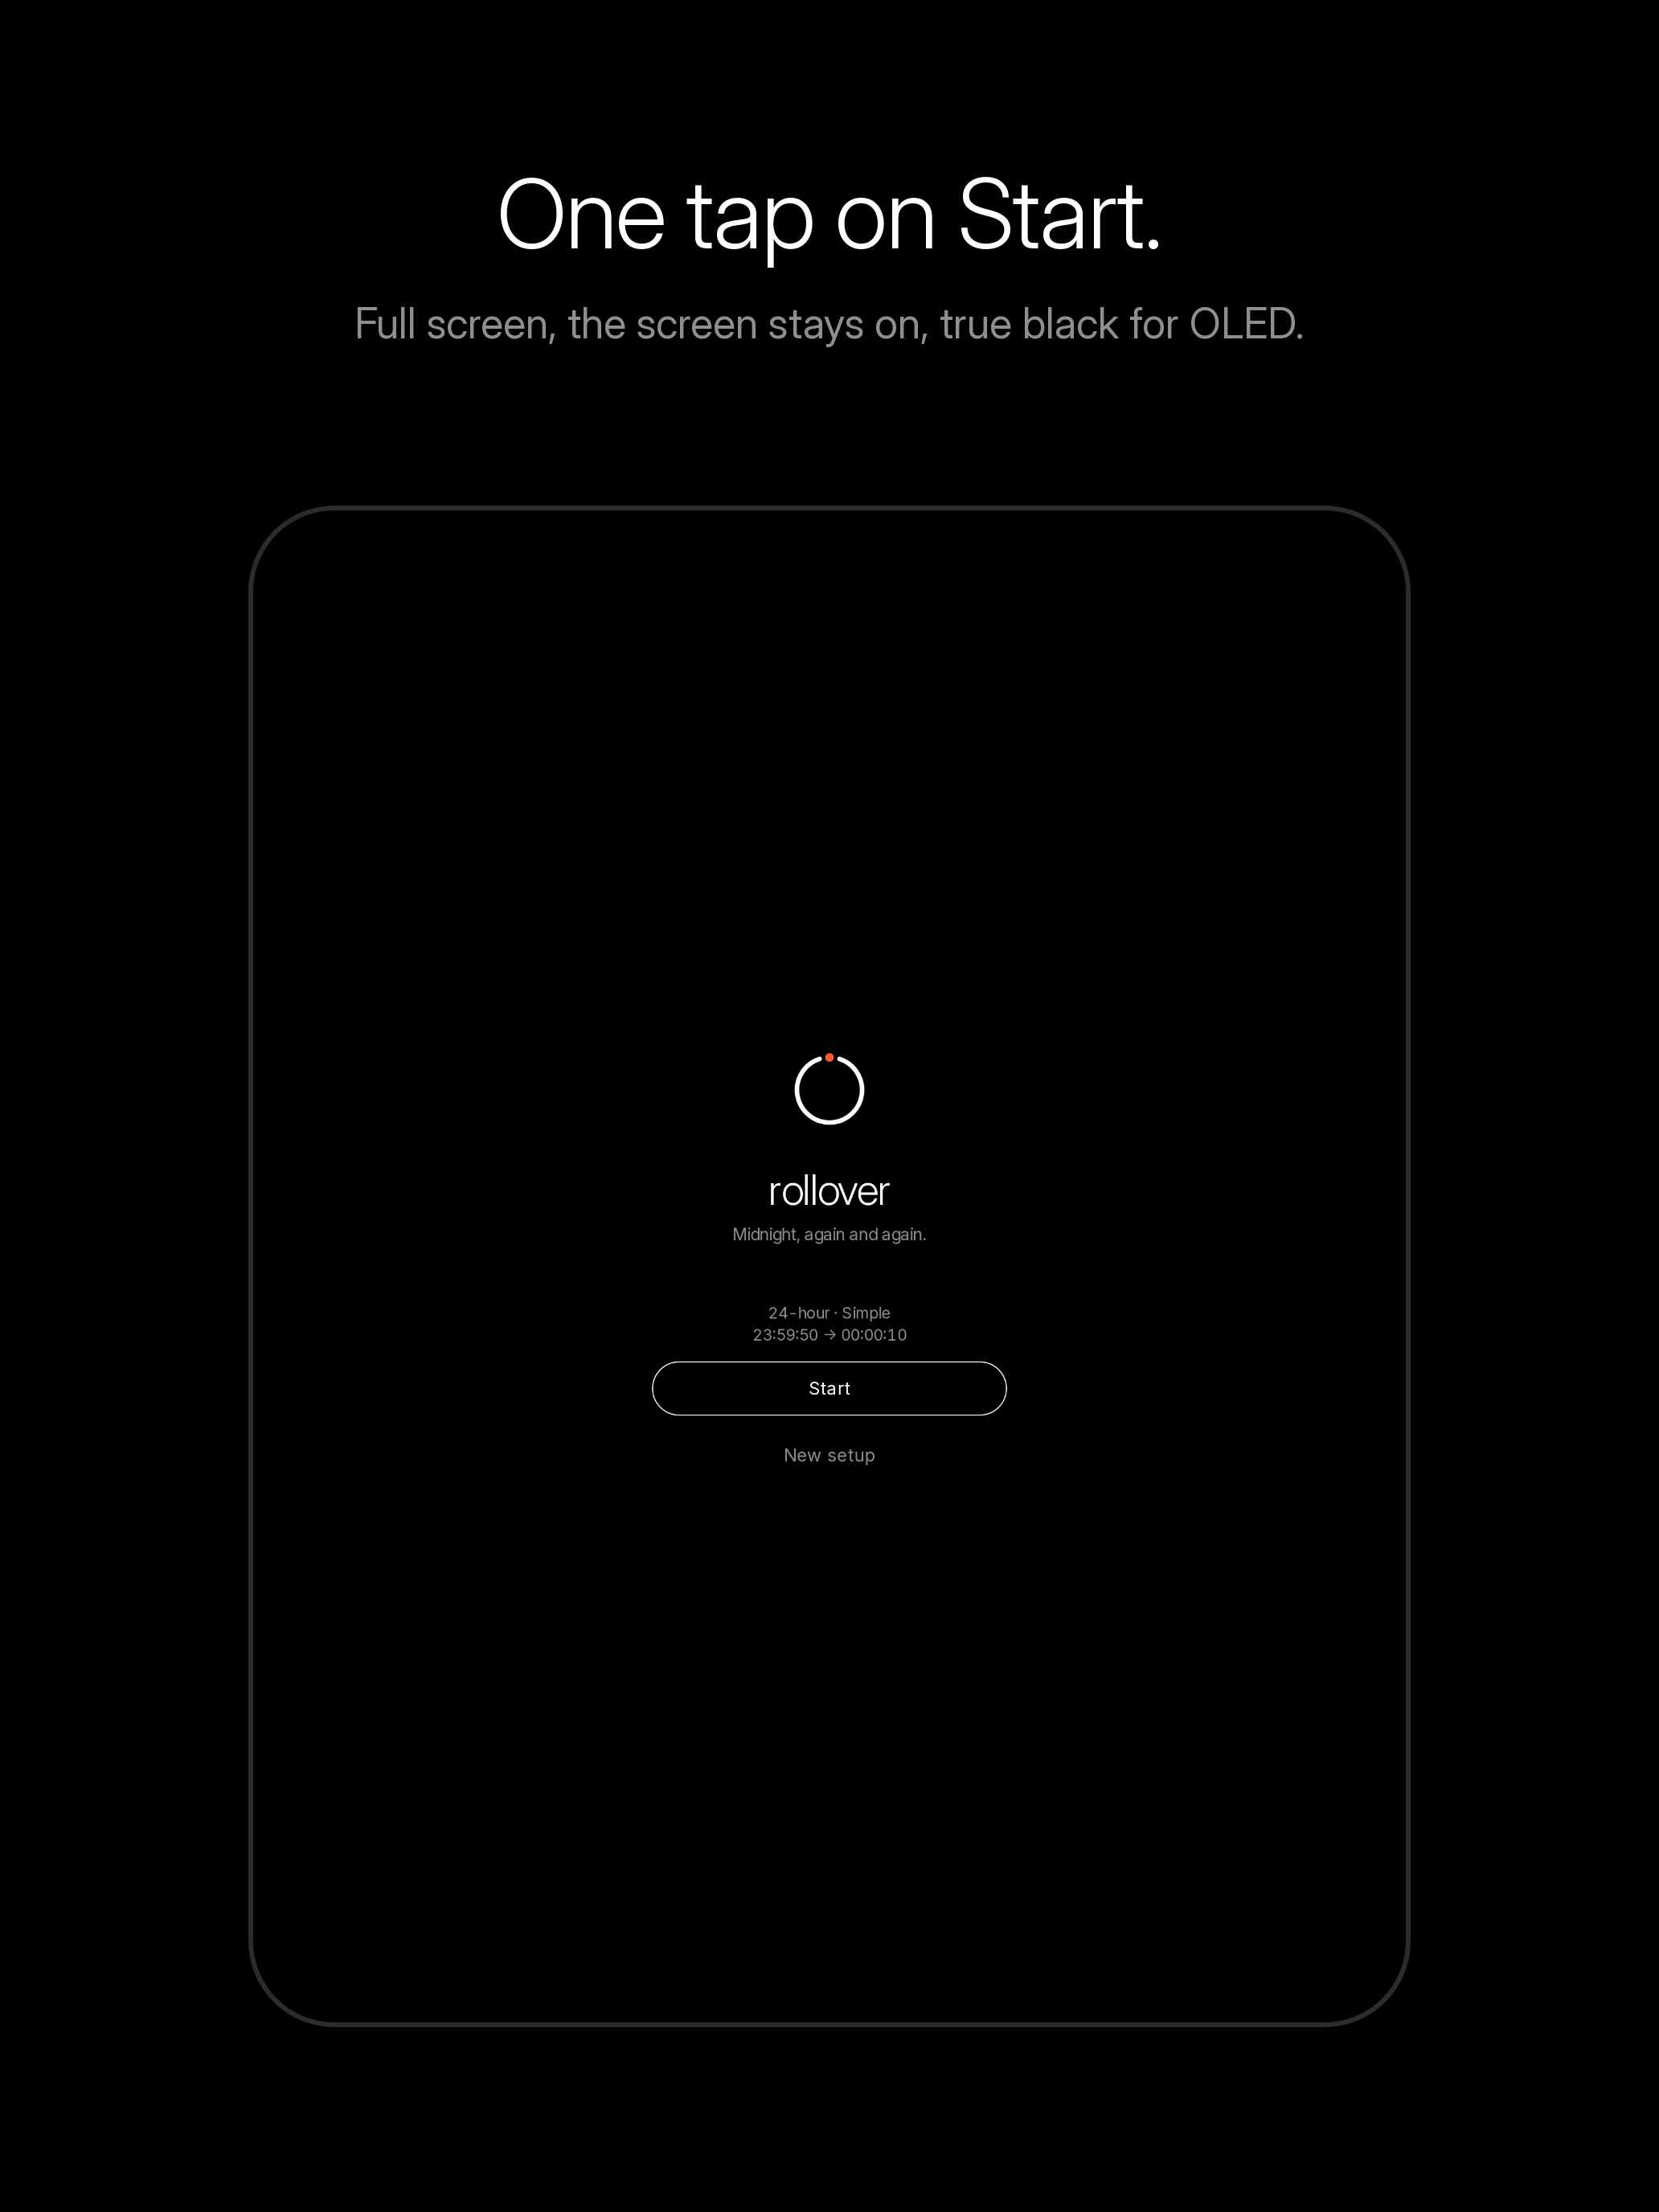 One tap on Start.
Full screen, the screen stays on, true black for OLED.
rollover
Midnight, again and again.
24-hour · Simple
23:59:50 → 00:00:10
Start
New setup